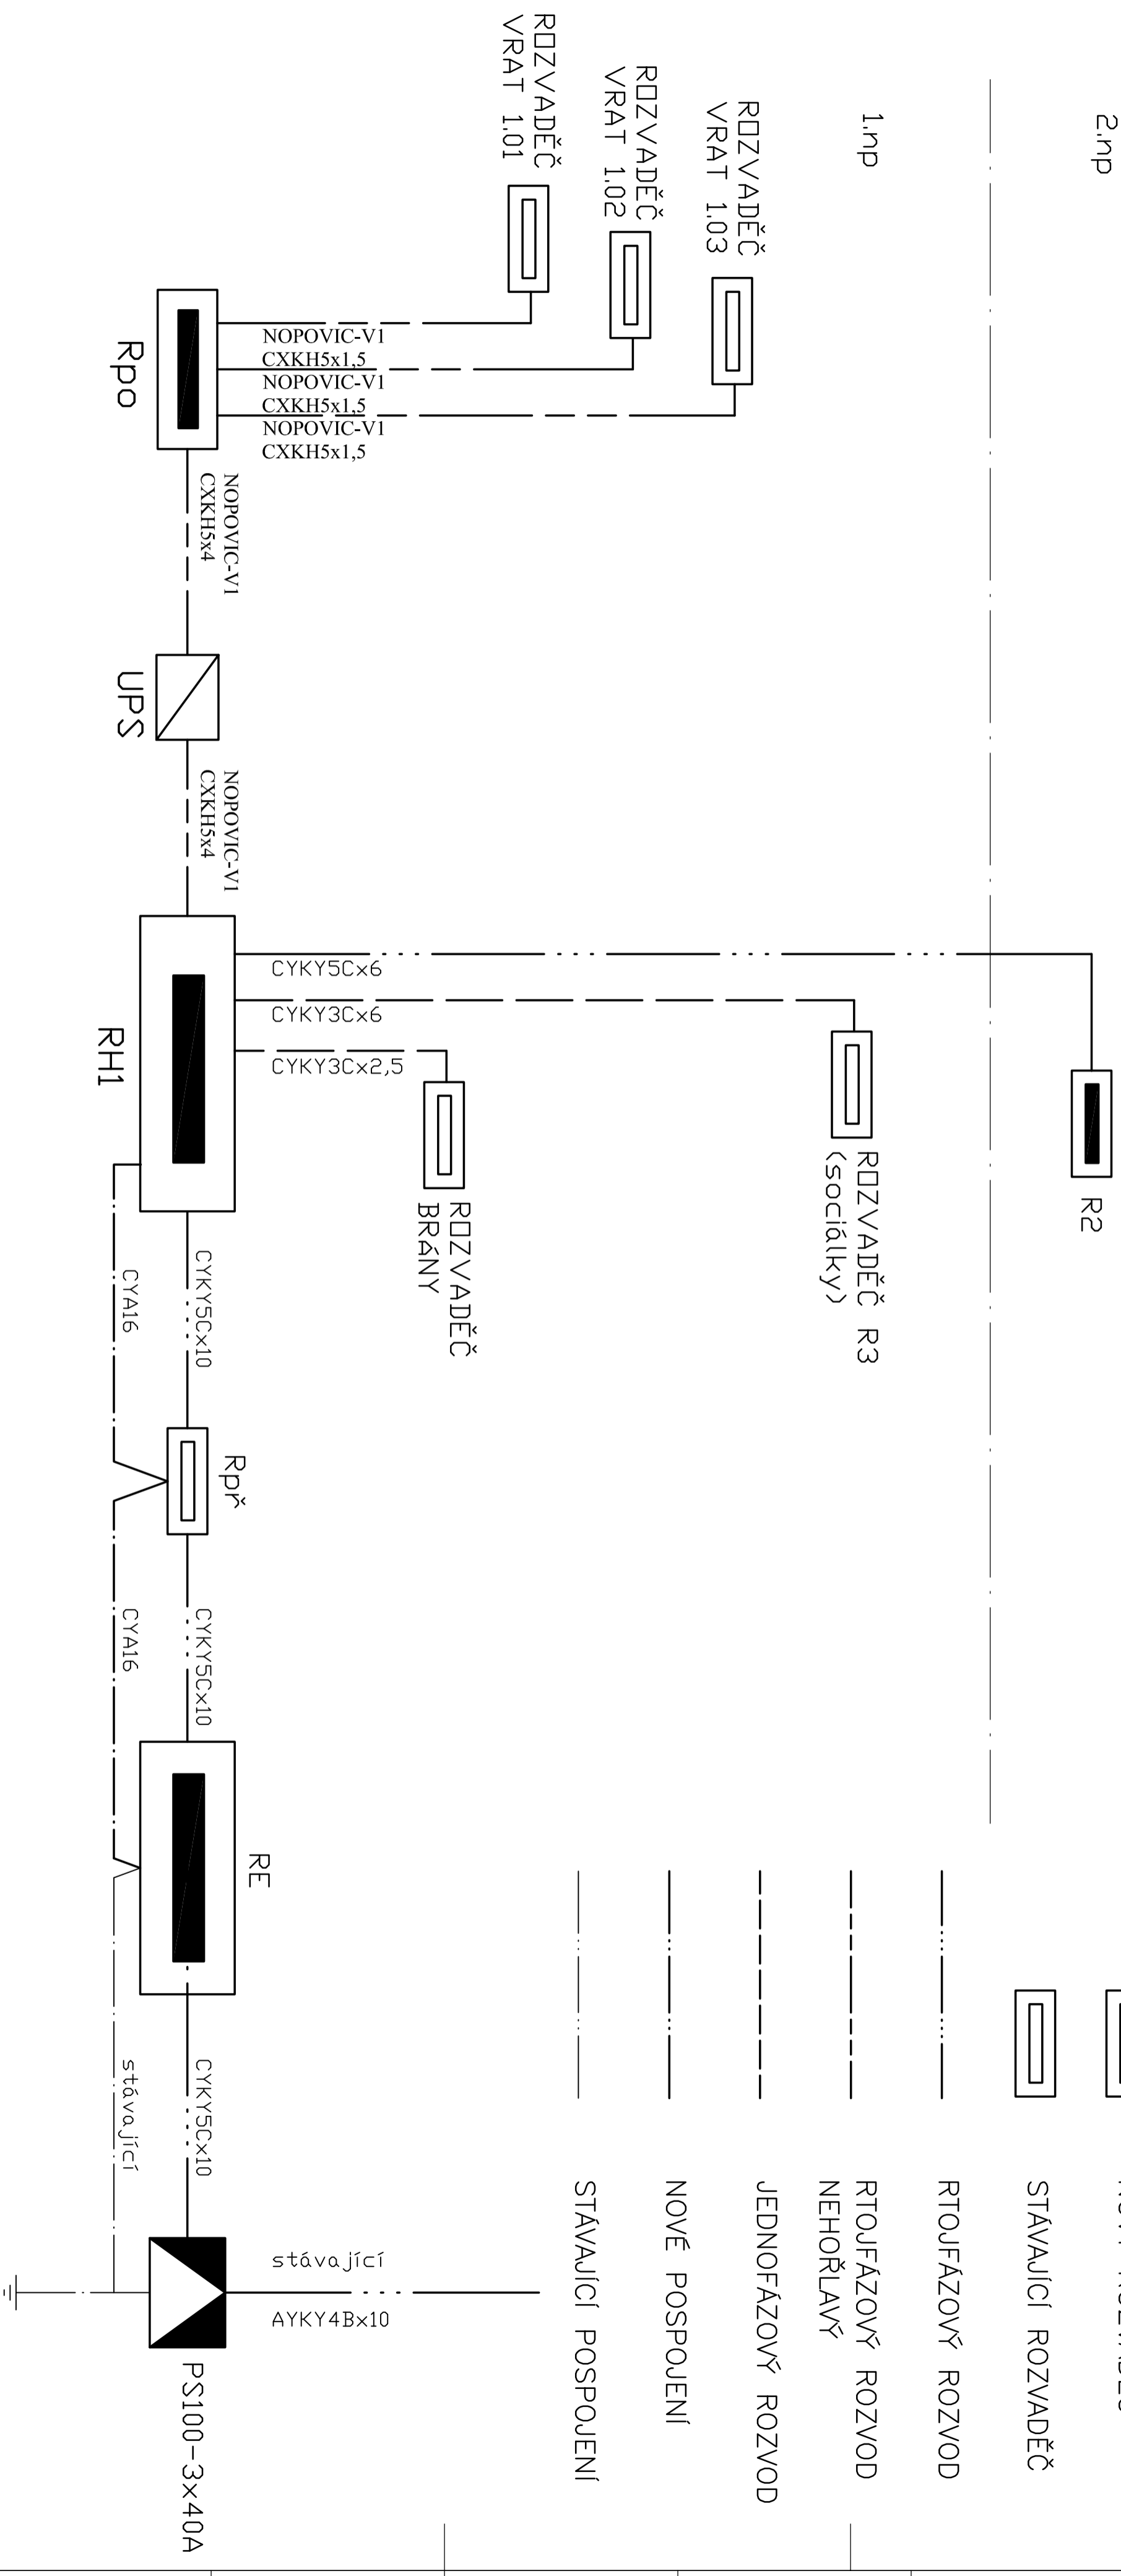 2.np
1.np
ROZVADĚČ
VRAT 1.03
ROZVADĚČ
VRAT 1.02
ROZVADĚČ
VRAT 1.01
NOPOVIC-V1
CXKH5x1,5
NOPOVIC-V1
CXKH5x1,5
NOPOVIC-V1
CXKH5x1,5
Rpo
NOPOVIC-V1
CXKH5x4
UPS
NOPOVIC-V1
CXKH5x4
RH1
CYKY5Cx6
CYKY3Cx6
CYKY3Cx2,5
R2
ROZVADĚČ R3
(sociálky)
ROZVADĚČ
BRÁNY
CYKY5Cx10
CYA16
Rpř
CYKY5Cx10
CYA16
RE
CYKY5Cx10
stávající
stávající
AYKY4Bx10
PS100-3x40A
STÁVAJÍCÍ ROZVADĚČ
RTOJFÁZOVÝ ROZVOD
RTOJFÁZOVÝ ROZVOD
NEHOŘLAVÝ
JEDNOFÁZOVÝ ROZVOD
NOVÉ POSPOJENÍ
STÁVAJÍCÍ POSPOJENÍ